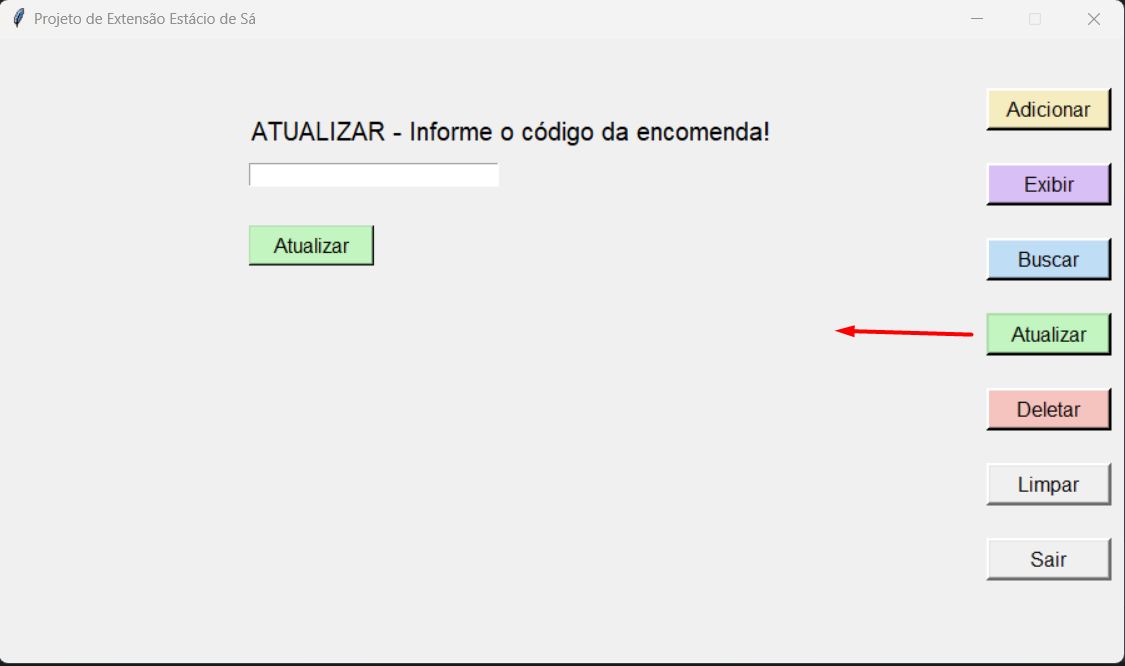 Projeto de Extensão Estácio de Sá
ATUALIZAR - Informe o código da encomenda!
Atualizar
Adicionar
Exibir
Buscar
Atualizar
Deletar
Limpar
Sair